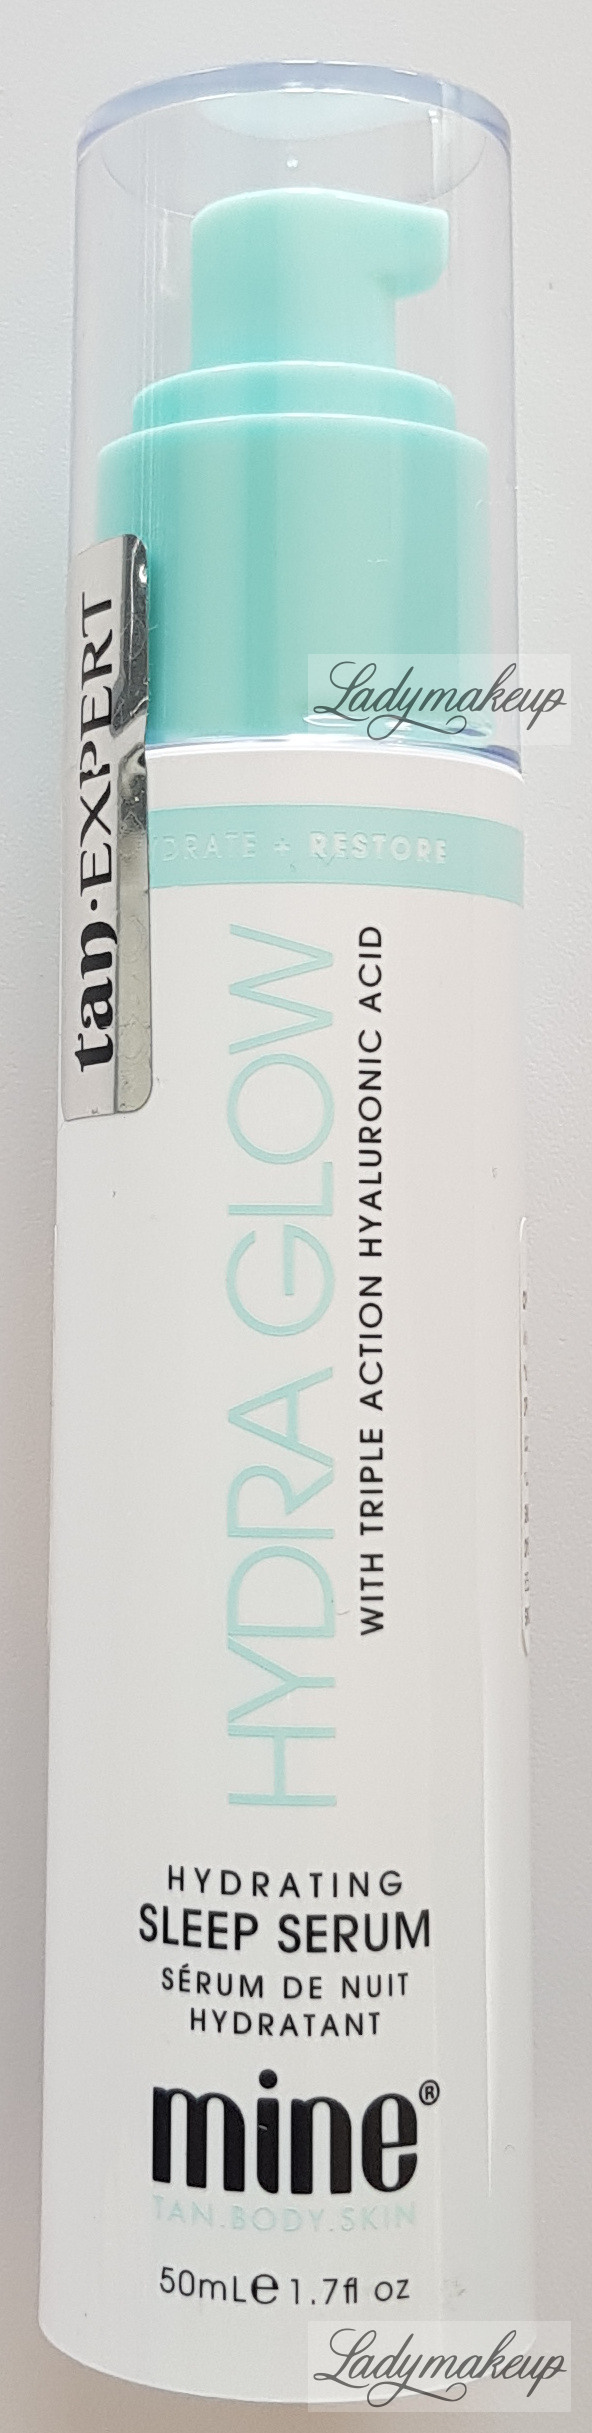 tan·EXPERT
Ladymakeup
HYDRATE + RESTORE
HYDRA GLOW
WITH TRIPLE ACTION HYALURONIC ACID
HYDRATING
SLEEP SERUM
SÉRUM DE NUIT
HYDRATANT
mine®
TAN.BODY.SKIN
50mL℮1.7fl oz
Ladymakeup